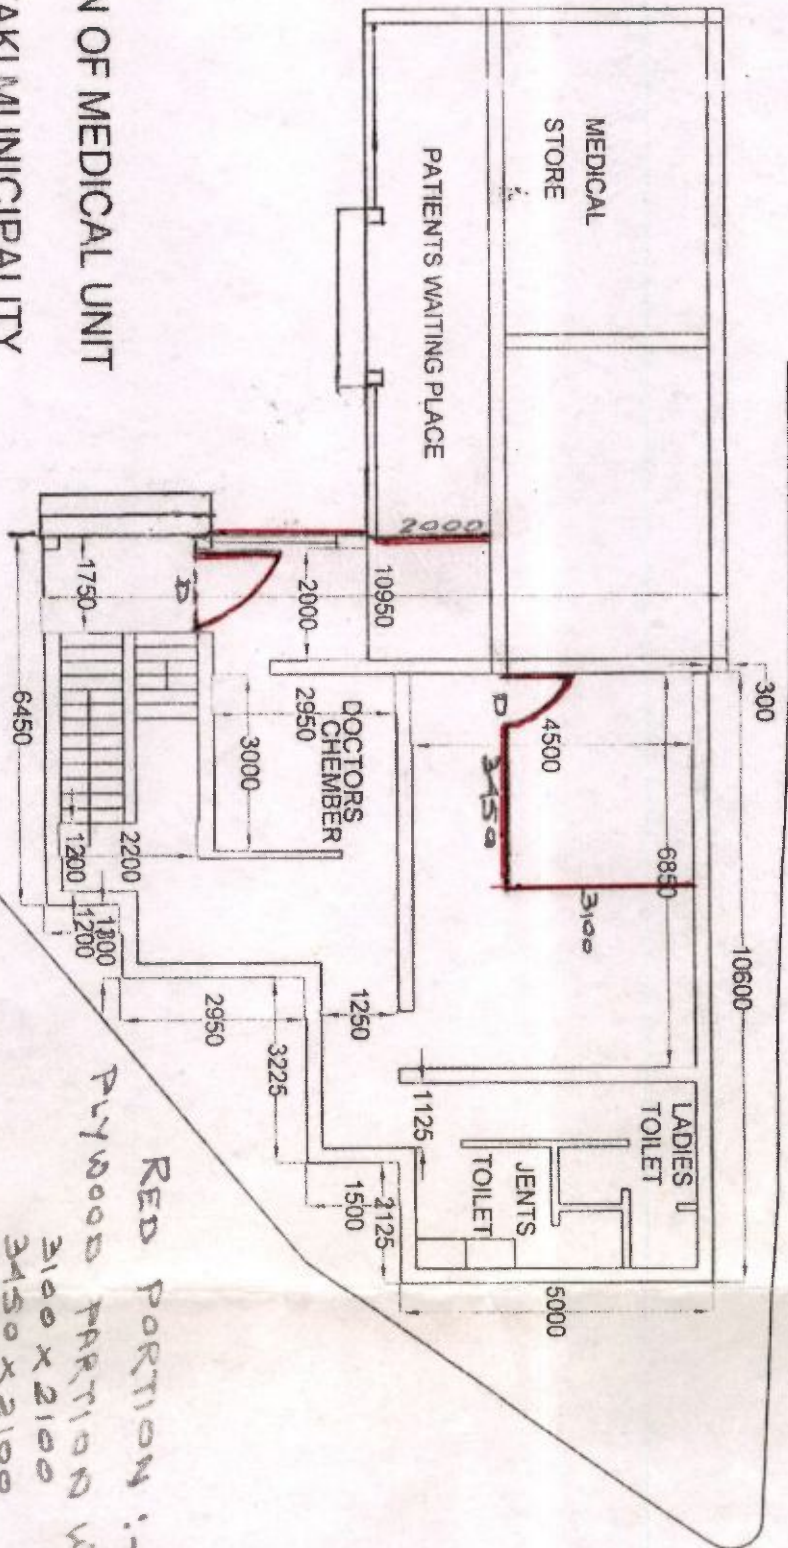 N OF MEDICAL UNIT
AKI MUNICIPALITY
MEDICAL
STORE
PATIENTS WAITING PLACE
2000
10950
300
10600
6850
4500
D
3450
3100
LADIES
TOILET
JENTS
TOILET
5000
1125
2125
1500
1250
3225
2950
DOCTORS
CHEMBER
2950
3000
2000
D
1750
6450
2200
1200
1200
RED PORTION :-
PLYWOOD PARTION W
3100 X 2100
3450 X 2100